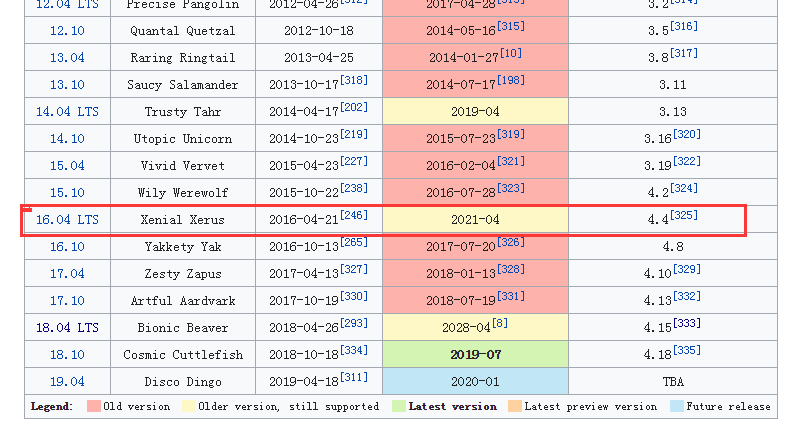 12.04 LTS Precise Pangolin 2012-04-26[312] 2017-04-28[313] 3.2[314]
12.10 Quantal Quetzal 2012-10-18 2014-05-16[315] 3.5[316]
13.04 Raring Ringtail 2013-04-25 2014-01-27[10] 3.8[317]
13.10 Saucy Salamander 2013-10-17[318] 2014-07-17[198] 3.11
14.04 LTS Trusty Tahr 2014-04-17[202] 2019-04 3.13
14.10 Utopic Unicorn 2014-10-23[219] 2015-07-23[319] 3.16[320]
15.04 Vivid Vervet 2015-04-23[227] 2016-02-04[321] 3.19[322]
15.10 Wily Werewolf 2015-10-22[238] 2016-07-28[323] 4.2[324]
16.04 LTS Xenial Xerus 2016-04-21[246] 2021-04 4.4[325]
16.10 Yakkety Yak 2016-10-13[265] 2017-07-20[326] 4.8
17.04 Zesty Zapus 2017-04-13[327] 2018-01-13[328] 4.10[329]
17.10 Artful Aardvark 2017-10-19[330] 2018-07-19[331] 4.13[332]
18.04 LTS Bionic Beaver 2018-04-26[293] 2028-04[8] 4.15[333]
18.10 Cosmic Cuttlefish 2018-10-18[334] 2019-07 4.18[335]
19.04 Disco Dingo 2019-04-18[311] 2020-01 TBA
Legend: Old version Older version, still supported Latest version Latest preview version Future release